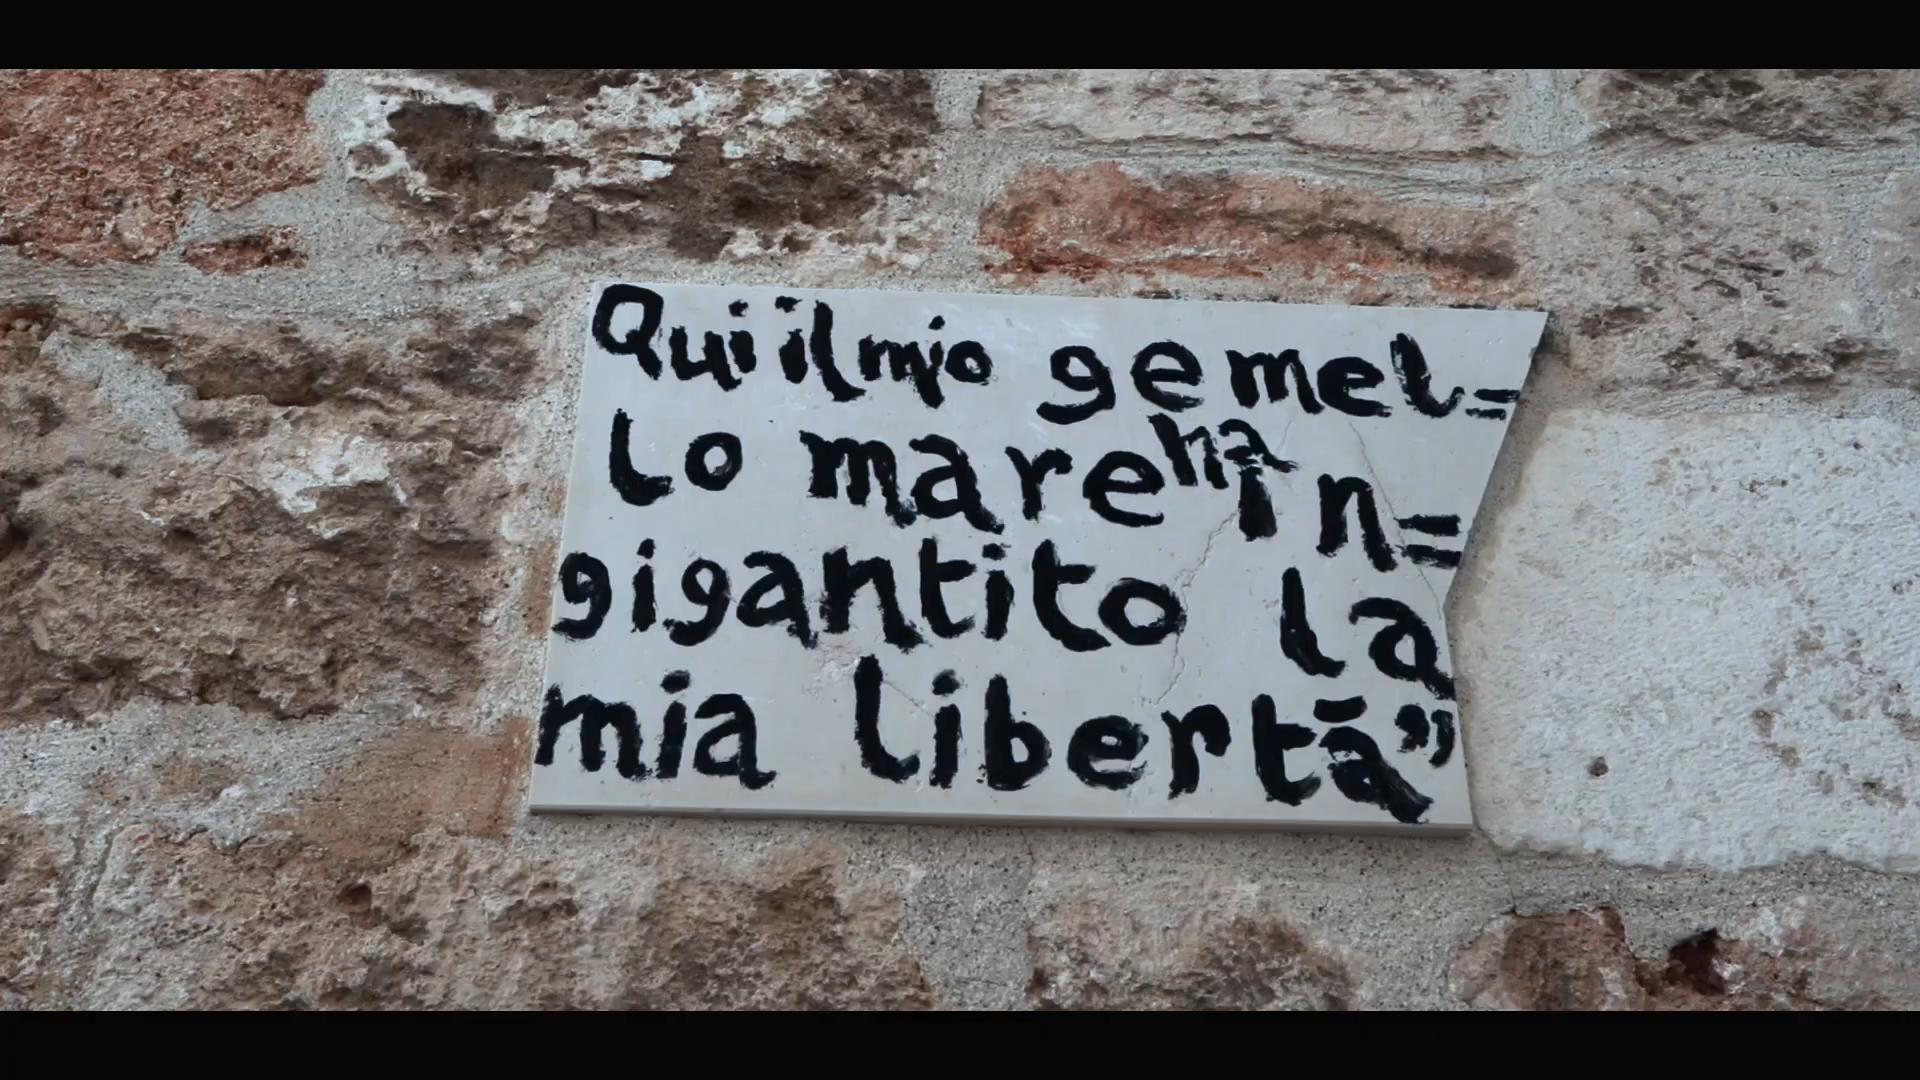 Qui il mio gemel=
lo mare ha in=
gigantito la
mia libertā”